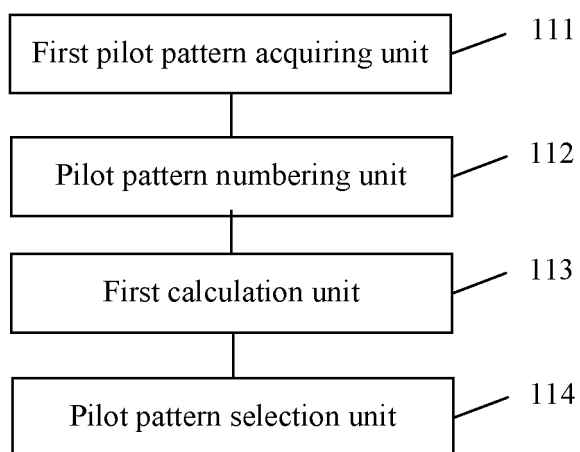 First pilot pattern acquiring unit
111
Pilot pattern numbering unit
112
First calculation unit
113
Pilot pattern selection unit
114